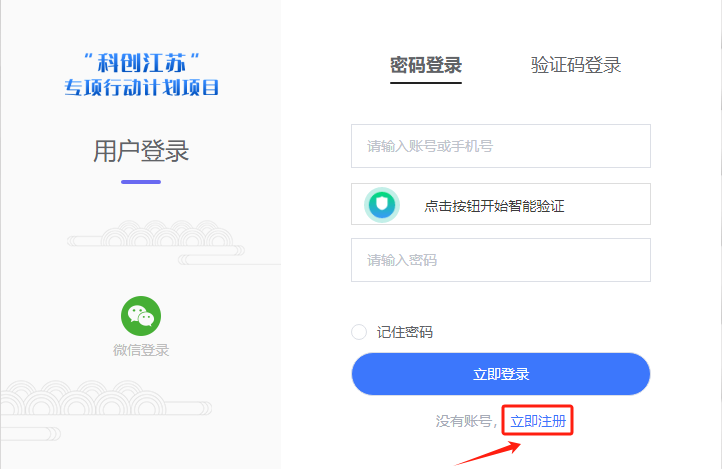 “科创江苏”
专项行动计划项目
用户登录
微信登录
密码登录
验证码登录
请输入账号或手机号
点击按钮开始智能验证
请输入密码
记住密码
立即登录
没有账号，立即注册